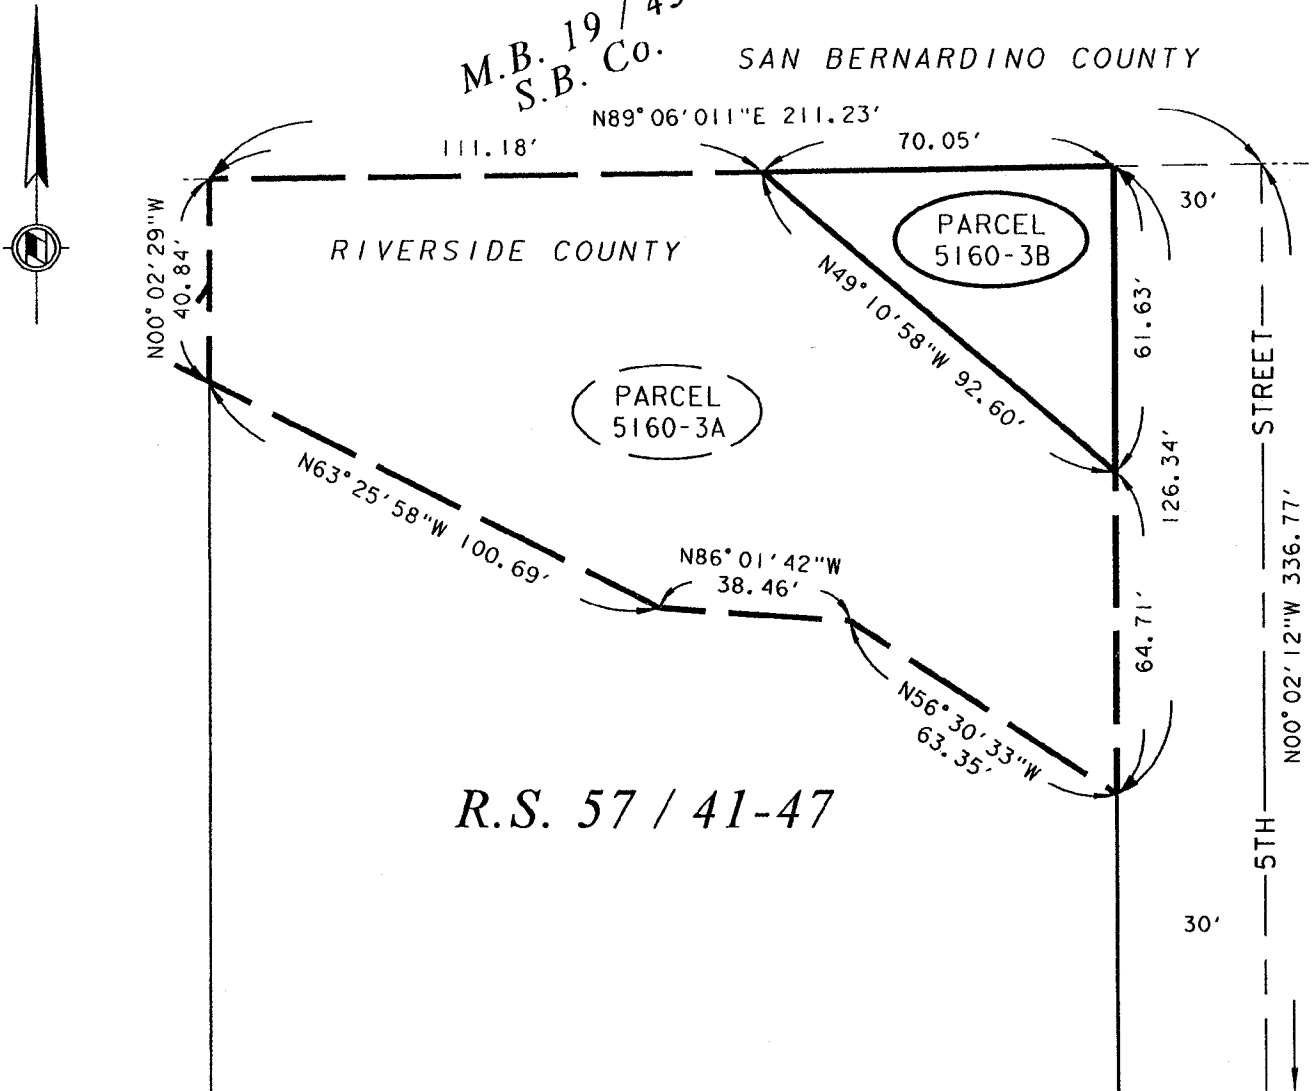 M.B. 19 / 
S.B. Co.
SAN BERNARDINO COUNTY
N89°06'011"E 211.23'
111.18'
70.05'
30'
N00°02'29"W
40.84'
RIVERSIDE COUNTY
PARCEL
5160-3B
N49°10'58"W 92.60'
61.63'
PARCEL
5160-3A
N63°25'58"W 100.69'
N86°01'42"W
38.46'
126.34'
64.71'
N56°30'33"W
63.35'
5TH STREET
N00°02'12"W 336.77'
R.S. 57 / 41-47
30'